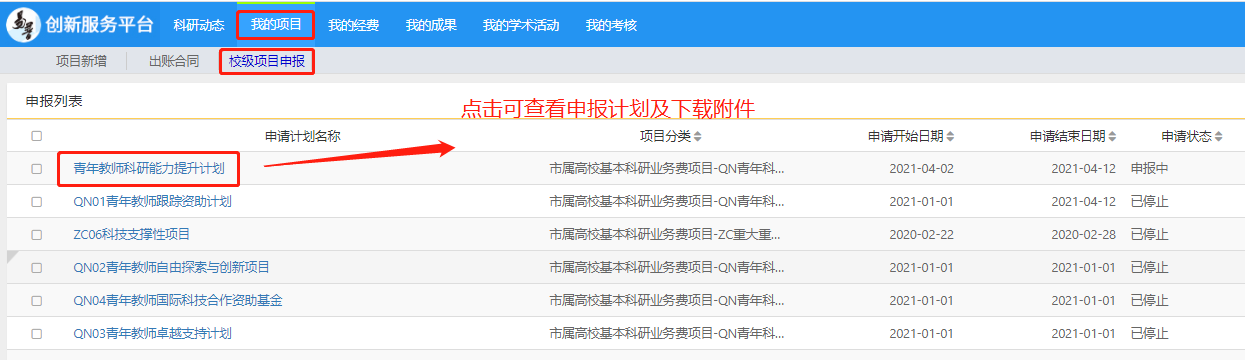 创新服务平台 科研动态 我的项目 我的经费 我的成果 我的学术活动 我的考核
项目新增 出账合同 校级项目申报
申报列表
点击可查看申报计划及下载附件
申请计划名称 项目分类 申请开始日期 申请结束日期 申请状态
青年教师科研能力提升计划 市属高校基本科研业务费项目-QN青年科... 2021-04-02 2021-04-12 申报中
QN01青年教师跟踪资助计划 市属高校基本科研业务费项目-QN青年科... 2021-01-01 2021-04-12 已停止
ZC06科技支撑性项目 市属高校基本科研业务费项目-ZC重大重... 2020-02-22 2020-02-28 已停止
QN02青年教师自由探索与创新项目 市属高校基本科研业务费项目-QN青年科... 2021-01-01 2021-01-01 已停止
QN04青年教师国际科技合作资助基金 市属高校基本科研业务费项目-QN青年科... 2021-01-01 2021-01-01 已停止
QN03青年教师卓越支持计划 市属高校基本科研业务费项目-QN青年科... 2021-01-01 2021-01-01 已停止